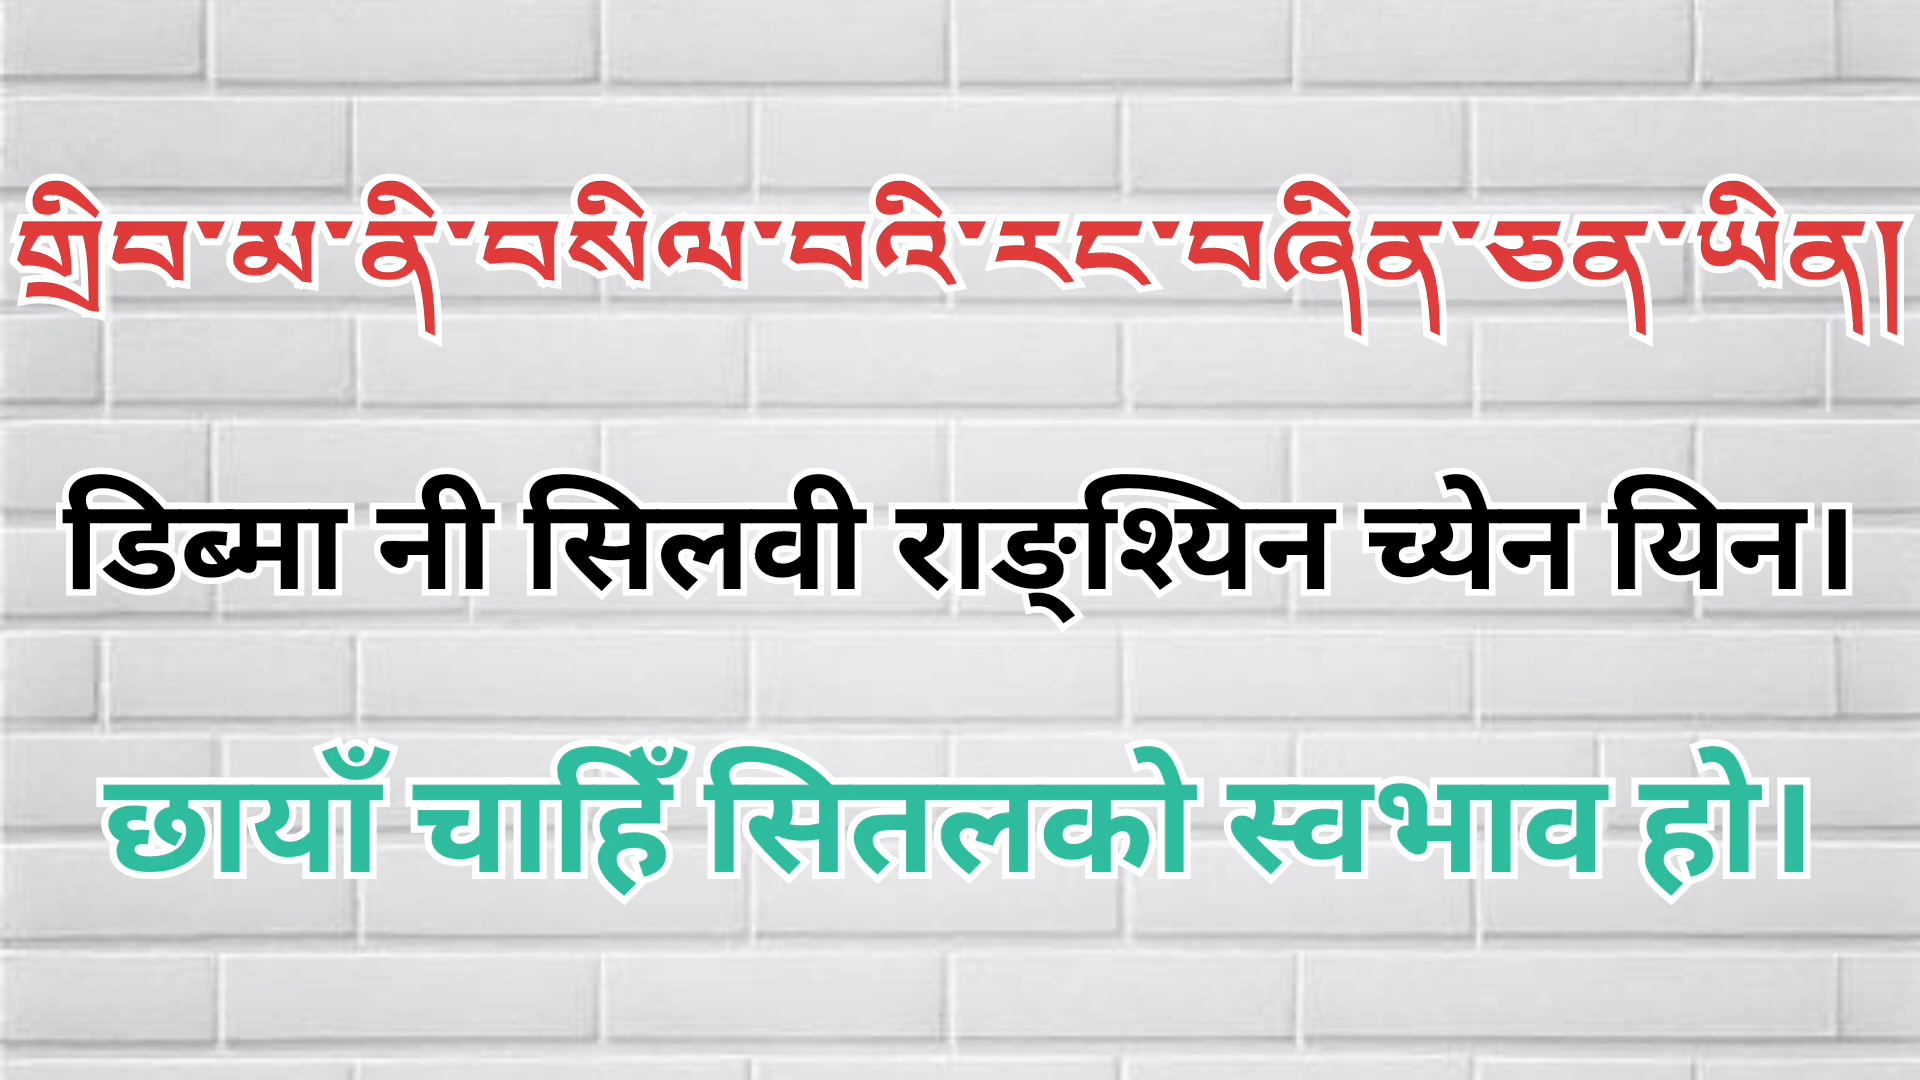 གྲིབ་མ་ནི་བསིལ་བའི་རང་བཞིན་ཅན་ཡིན།
डिब्मा नी सिलवी राङ्श्यिन च्येन यिन।
छायाँ चाहिँ सितलको स्वभाव हो।